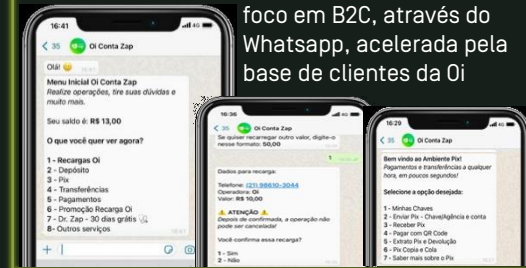 foco em B2C, através do
Whatsapp, acelerada pela
base de clientes da Oi
16:41
4G
35 Oi Conta Zap
Olá!
Menu Inicial Oi Conta Zap
Realize operações, tire suas dúvidas e
muito mais.
Seu saldo é: R$ 13,00
O que você quer ver agora?
1 - Recargas Oi
2 - Depósito
3 - Pix
4 - Transferências
5 - Pagamentos
6 - Promoção Recarga Oi
7 - Dr. Zap - 30 dias grátis
8- Outros serviços
16:36
35 Oi Conta Zap
Se quiser recarregar outro valor, digite-o
nesse formato: 50,00
1
Dados para recarga:
Telefone: (21) 98610-3044
Operadora: Oi
Valor: R$ 10,00
ATENÇÃO
Depois de confirmada, a operação não
pode ser cancelada!
Você confirma essa recarga?
1 - Sim
2 - Não
16:29
35 Oi Conta Zap
Bem vindo ao Ambiente Pix!
Pagamentos e transferências a qualquer
hora, em poucos segundos!
Selecione a opção desejada:
1 - Minhas Chaves
2 - Enviar Pix - Chave/Agência e conta
3 - Receber Pix
4 - Pagar com QR Code
5 - Extrato Pix e Devolução
6 - Pix Copia e Cola
7 - Saber mais sobre o Pix